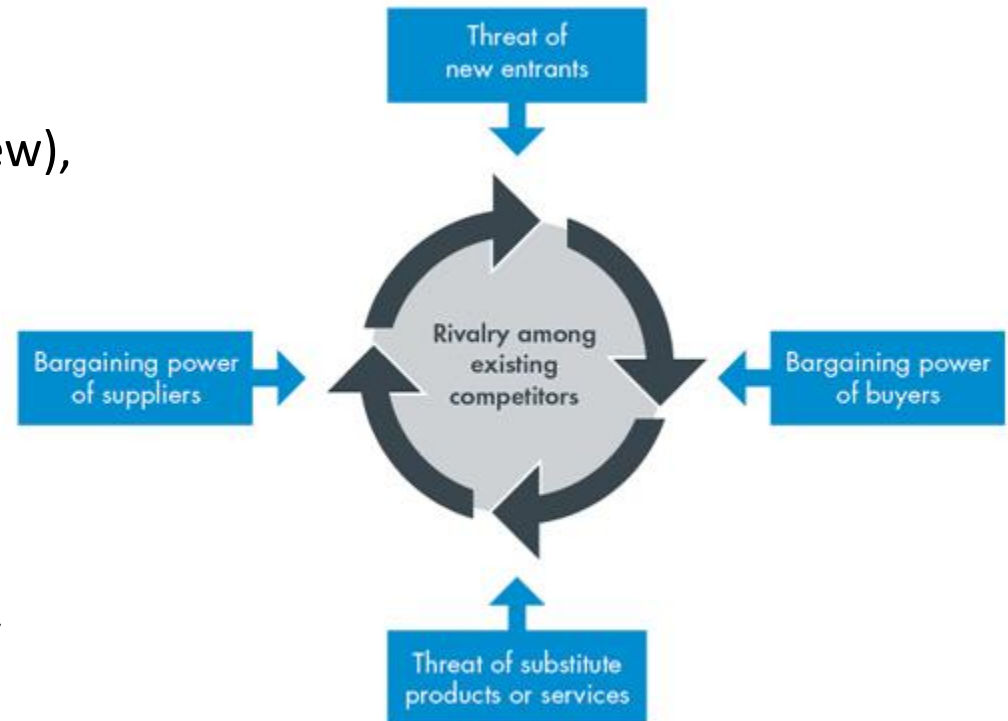 Threat of
new entrants
ew),
Bargaining power
of suppliers
Rivalry among
existing
competitors
Bargaining power
of buyers
Threat of substitute
products or services